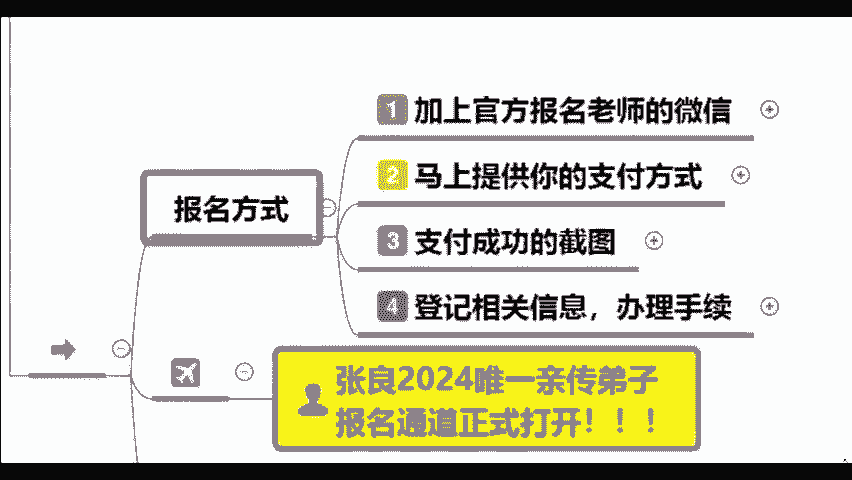 1 加上官方报名老师的微信
2 马上提供你的支付方式
报名方式
3 支付成功的截图
4 登记相关信息，办理手续
张良2024唯一亲传弟子
报名通道正式打开！！！